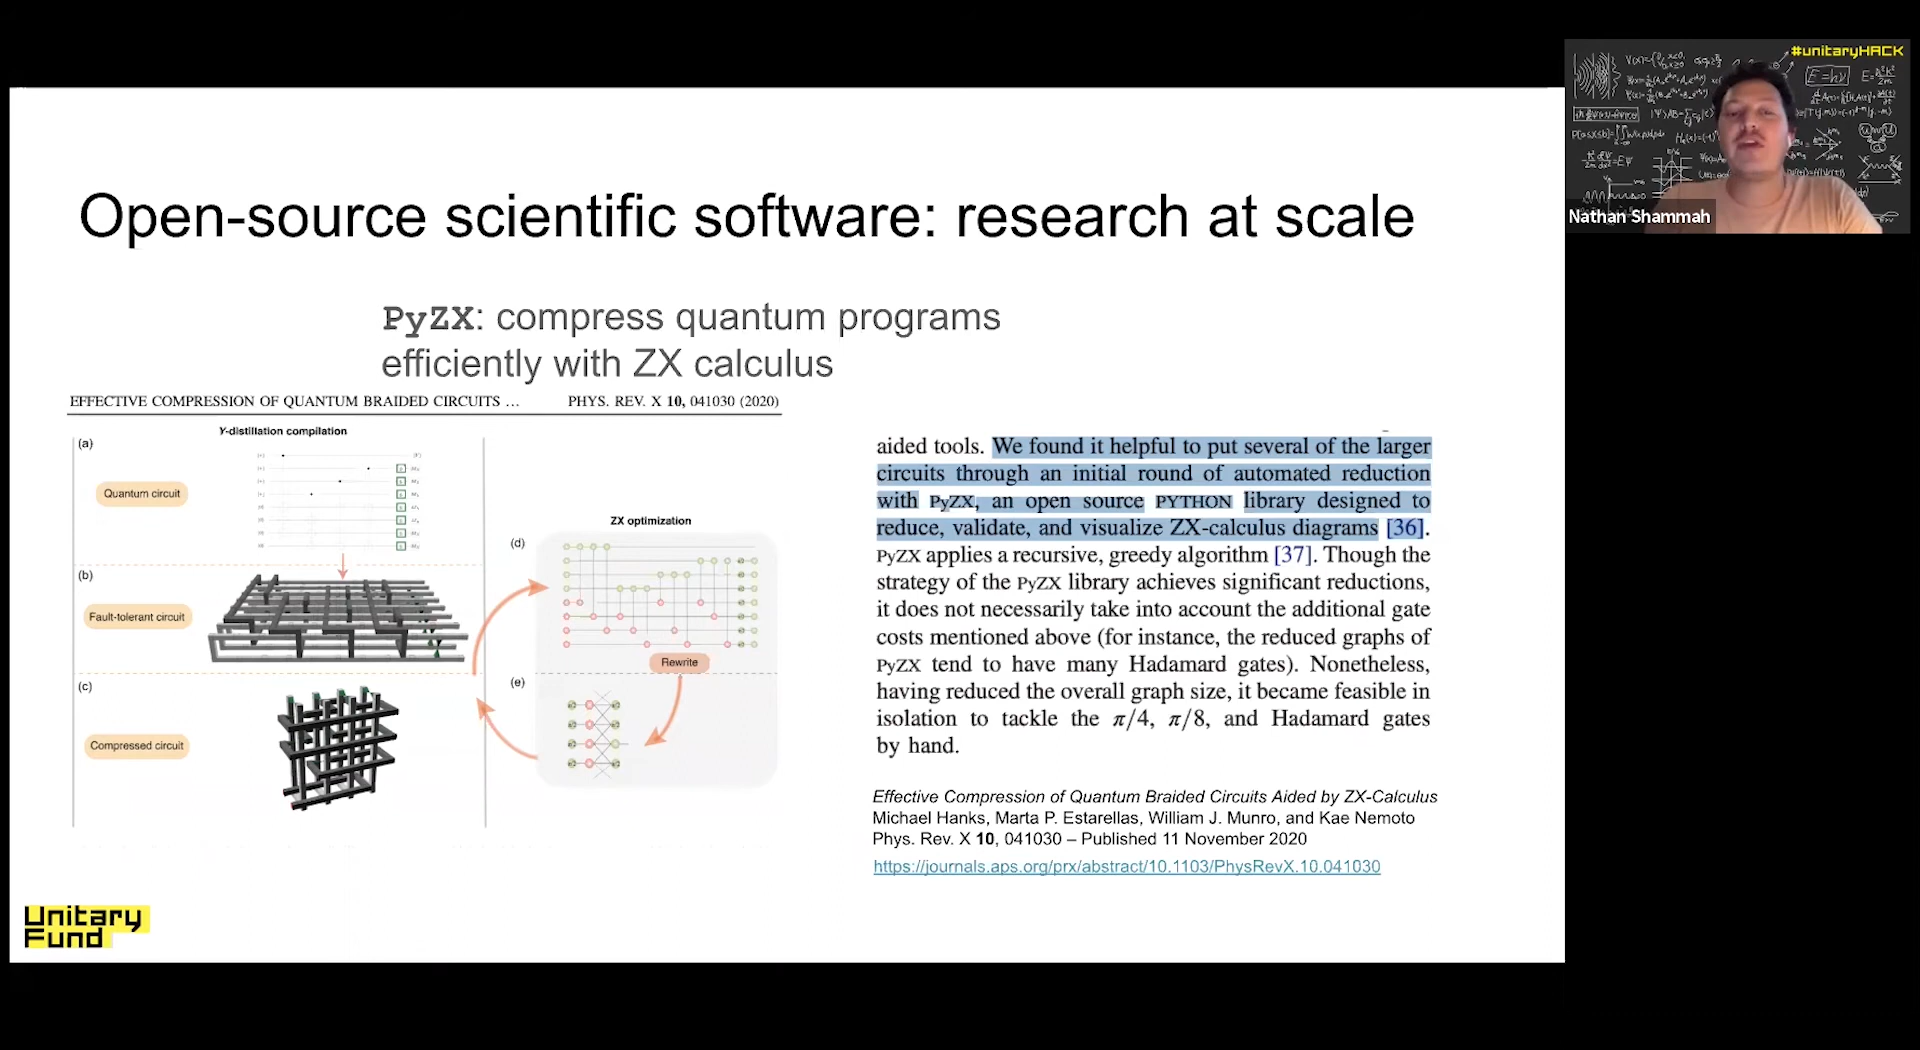 #unitaryHACK
Nathan Shammah
Open-source scientific software: research at scale
PyZX: compress quantum programs
efficiently with ZX calculus
EFFECTIVE COMPRESSION OF QUANTUM BRAIDED CIRCUITS … PHYS. REV. X 10, 041030 (2020)
Y-distillation compilation
(a)
Quantum circuit
(b)
Fault-tolerant circuit
(c)
Compressed circuit
ZX optimization
(d)
Rewrite
(e)
aided tools. We found it helpful to put several of the larger
circuits through an initial round of automated reduction
with PyZX, an open source PYTHON library designed to
reduce, validate, and visualize ZX-calculus diagrams [36].
PyZX applies a recursive, greedy algorithm [37]. Though the
strategy of the PyZX library achieves significant reductions,
it does not necessarily take into account the additional gate
costs mentioned above (for instance, the reduced graphs of
PyZX tend to have many Hadamard gates). Nonetheless,
having reduced the overall graph size, it became feasible in
isolation to tackle the π/4, π/8, and Hadamard gates
by hand.
Effective Compression of Quantum Braided Circuits Aided by ZX-Calculus
Michael Hanks, Marta P. Estarellas, William J. Munro, and Kae Nemoto
Phys. Rev. X 10, 041030 – Published 11 November 2020
https://journals.aps.org/prx/abstract/10.1103/PhysRevX.10.041030
Unitary
Fund